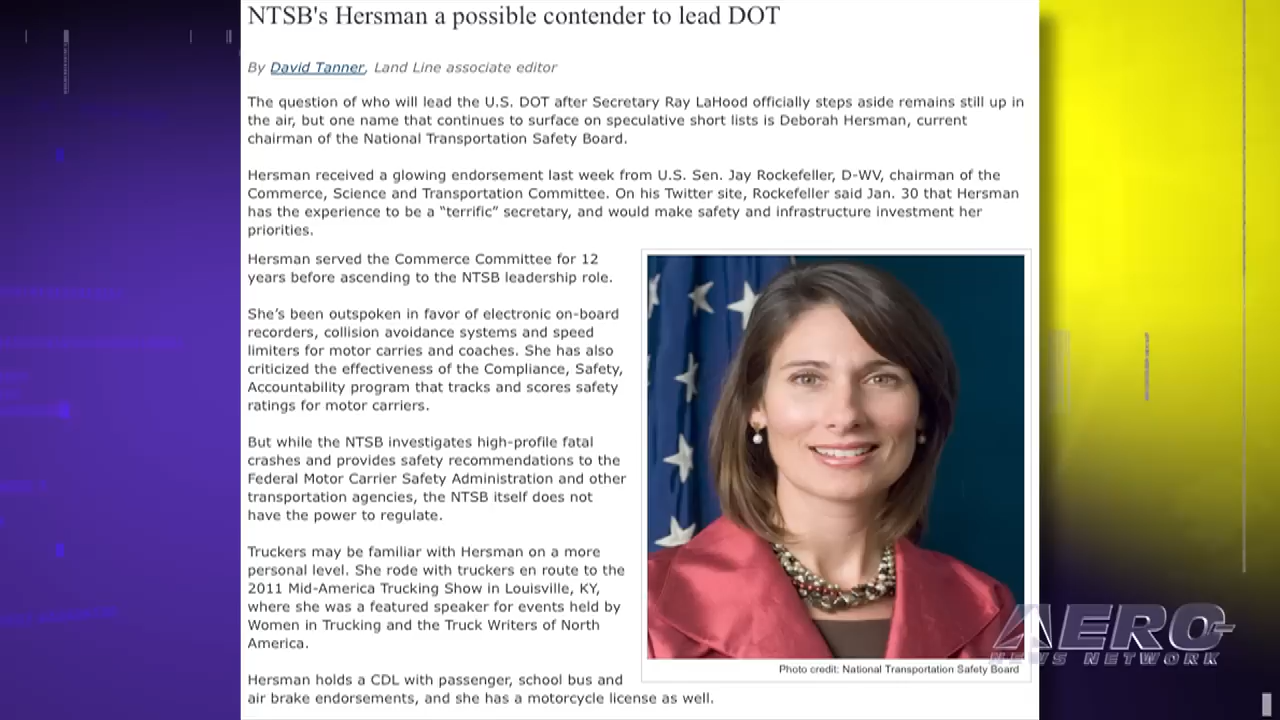 NTSB's Hersman a possible contender to lead DOT
By David Tanner, Land Line associate editor
The question of who will lead the U.S. DOT after Secretary Ray LaHood officially steps aside remains still up in
the air, but one name that continues to surface on speculative short lists is Deborah Hersman, current
chairman of the National Transportation Safety Board.
Hersman received a glowing endorsement last week from U.S. Sen. Jay Rockefeller, D-WV, chairman of the
Commerce, Science and Transportation Committee. On his Twitter site, Rockefeller said Jan. 30 that Hersman
has the experience to be a “terrific” secretary, and would make safety and infrastructure investment her
priorities.
Hersman served the Commerce Committee for 12
years before ascending to the NTSB leadership role.
She’s been outspoken in favor of electronic on-board
recorders, collision avoidance systems and speed
limiters for motor carries and coaches. She has also
criticized the effectiveness of the Compliance, Safety,
Accountability program that tracks and scores safety
ratings for motor carriers.
But while the NTSB investigates high-profile fatal
crashes and provides safety recommendations to the
Federal Motor Carrier Safety Administration and other
transportation agencies, the NTSB itself does not
have the power to regulate.
Truckers may be familiar with Hersman on a more
personal level. She rode with truckers en route to the
2011 Mid-America Trucking Show in Louisville, KY,
where she was a featured speaker for events held by
Women in Trucking and the Truck Writers of North
America.
Hersman holds a CDL with passenger, school bus and
air brake endorsements, and she has a motorcycle license as well.
Photo credit: National Transportation Safety Board
AERO-
NEWS NETWORK